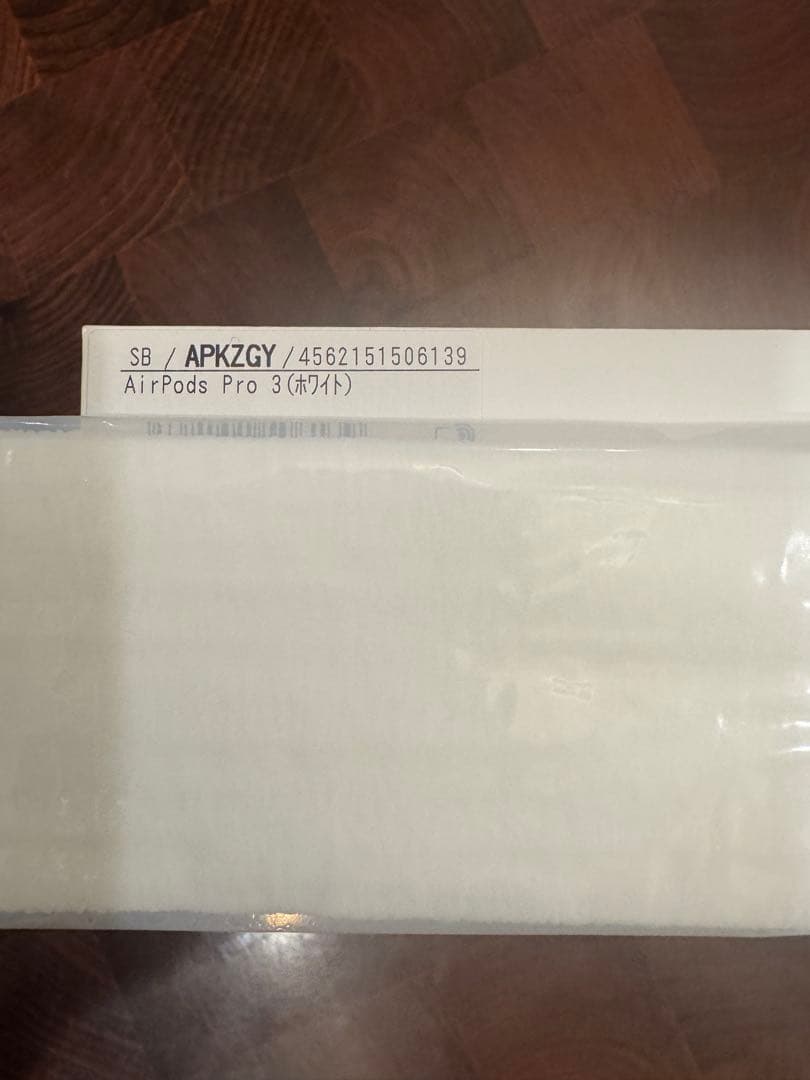 SB / APKZGY / 4562151506139
AirPods Pro 3(ﾎﾜｲﾄ)